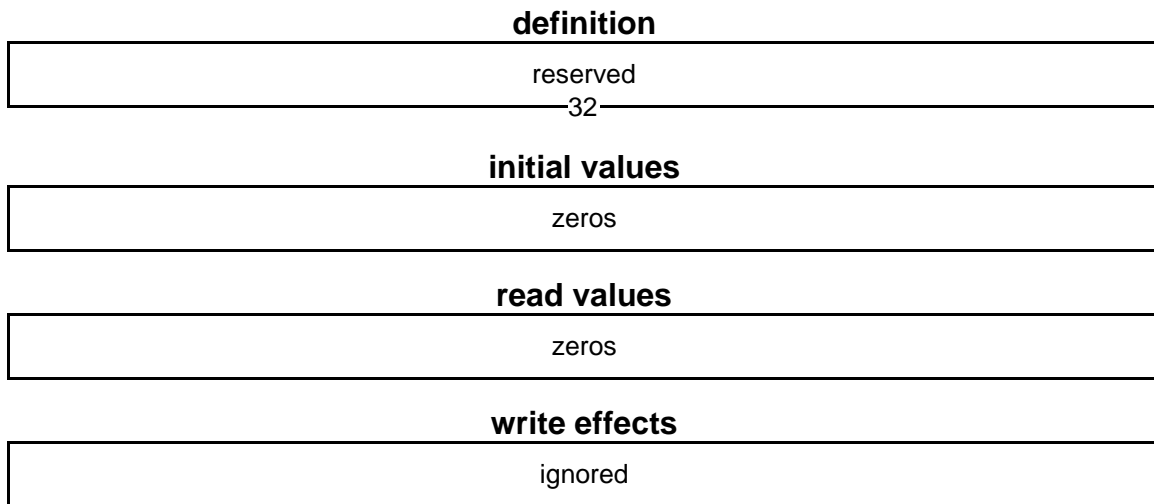 definition
reserved
32
initial values
zeros
read values
zeros
write effects
ignored